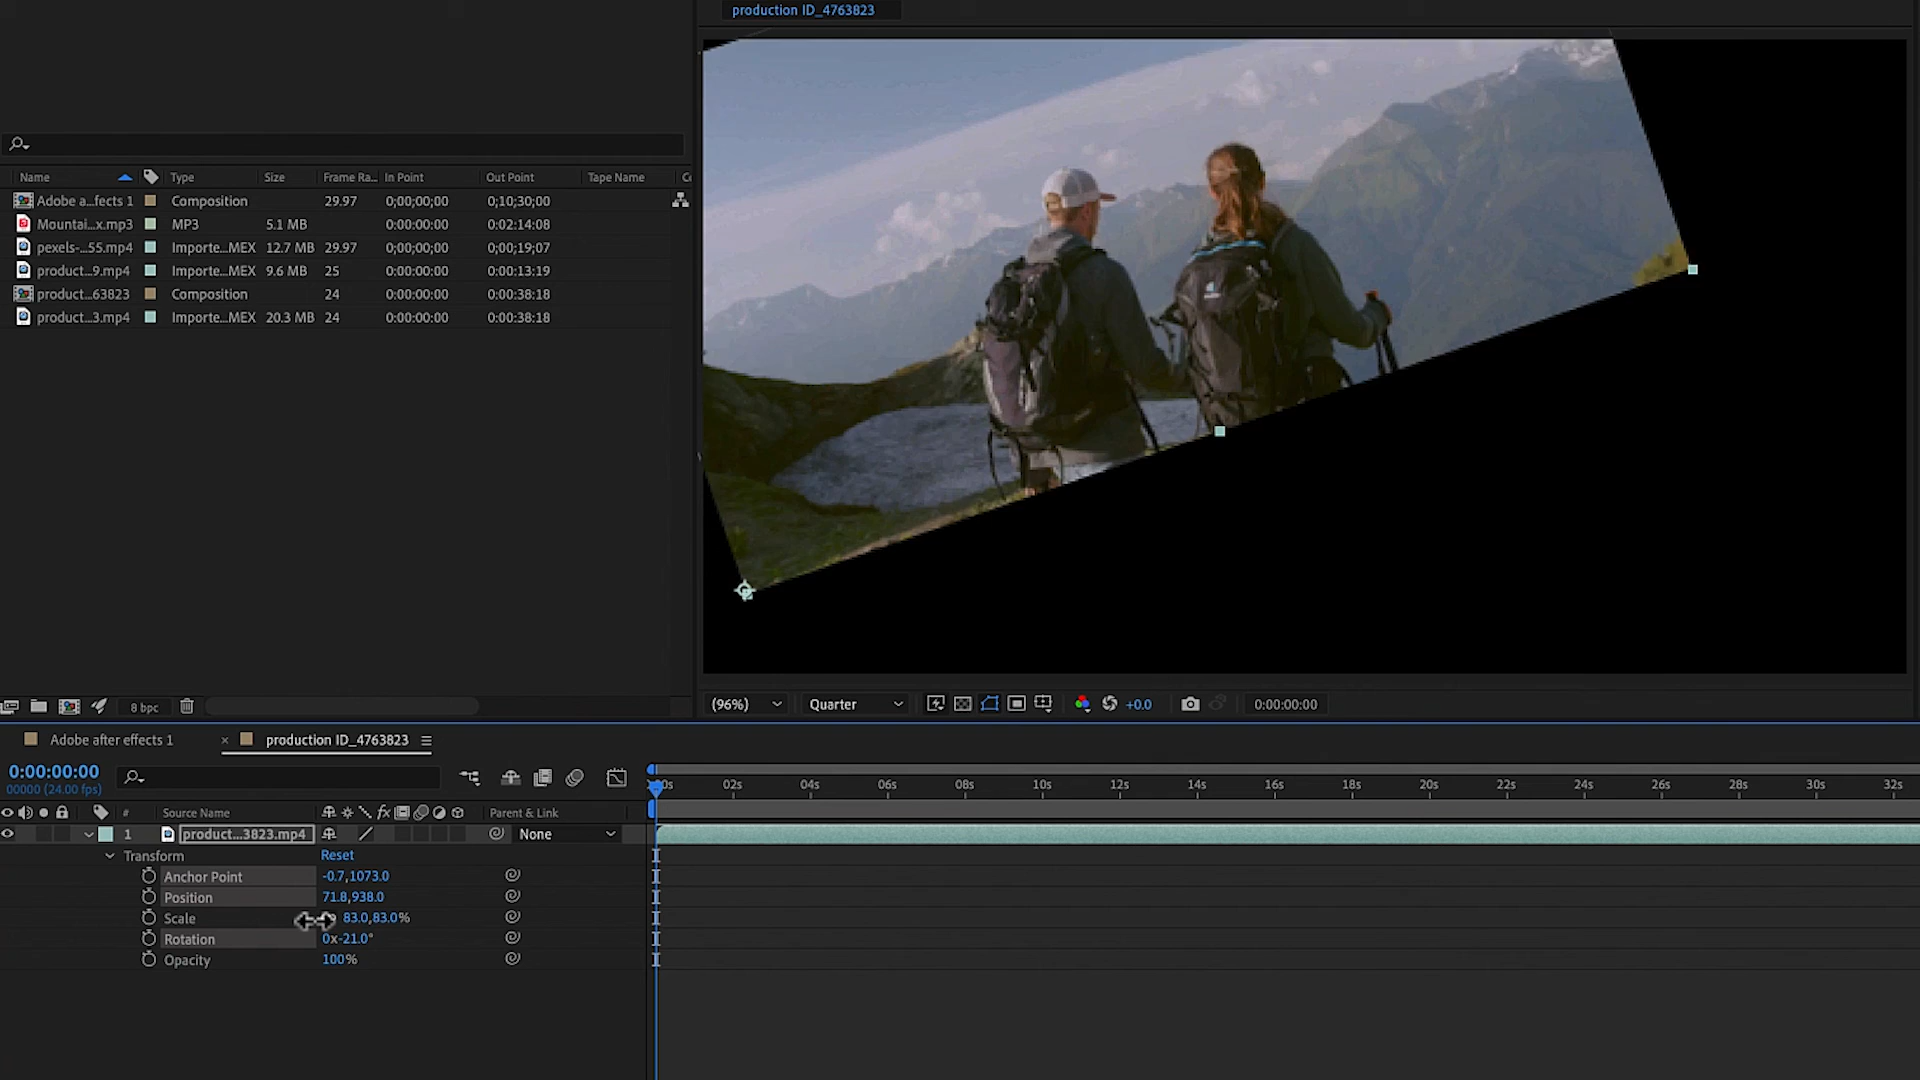 production ID_4763823
Name Type Size Frame Ra... In Point Out Point Tape Name
Adobe a...fects 1 Composition 29.97 0;00;00;00 0;10;30;00
Mountai...x.mp3 MP3 5.1 MB 0:00:00:00 0:02:14:08
pexels-...55.mp4 Importe...MEX 12.7 MB 29.97 0;00;00;00 0;00;19;07
product...9.mp4 Importe...MEX 9.6 MB 25 0:00:00:00 0:00:13:19
product...63823 Composition 24 0:00:00:00 0:00:38:18
product...3.mp4 Importe...MEX 20.3 MB 24 0:00:00:00 0:00:38:18
8 bpc
(96%) Quarter +0.0 0:00:00:00
Adobe after effects 1 × production ID_4763823
0:00:00:00
00000 (24.00 fps)
02s 04s 06s 08s 10s 12s 14s 16s 18s 20s 22s 24s 26s 28s 30s 32s
# Source Name fx Parent & Link
1 product...3823.mp4 None
Transform Reset
Anchor Point -0.7,1073.0
Position 71.8,938.0
Scale 83.0,83.0%
Rotation 0x-21.0°
Opacity 100%